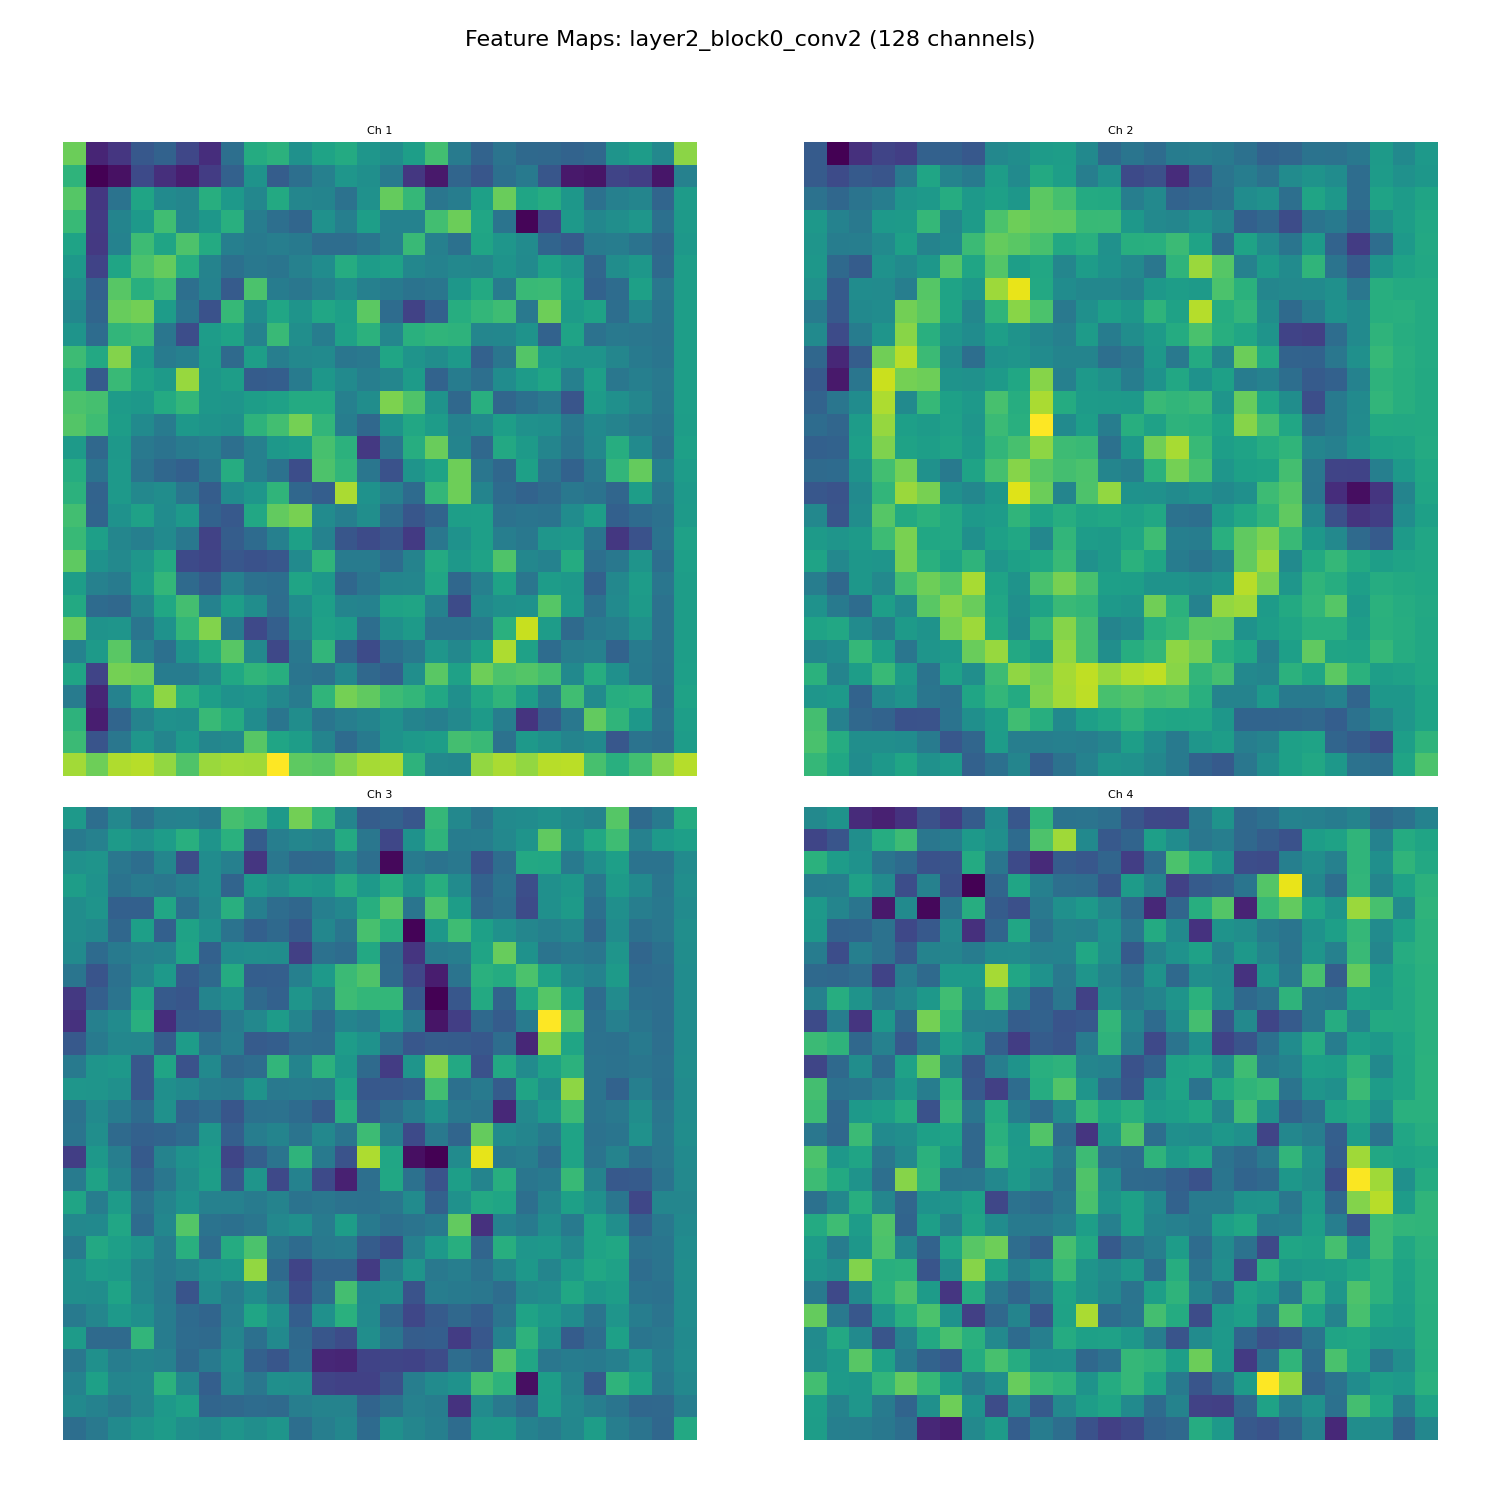 Feature Maps: layer2_block0_conv2 (128 channels)
Ch 1
Ch 2
Ch 3
Ch 4